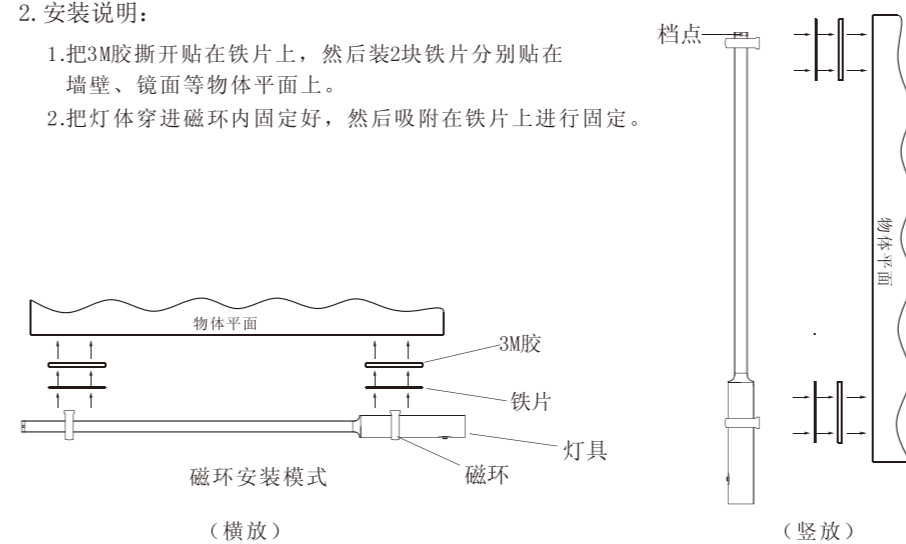 2.安装说明：
1.把3M胶撕开贴在铁片上，然后装2块铁片分别贴在
墙壁、镜面等物体平面上。
2.把灯体穿进磁环内固定好，然后吸附在铁片上进行固定。
档点
物体平面
物体平面
3M胶
铁片
灯具
磁环
磁环安装模式
（横放）
（竖放）